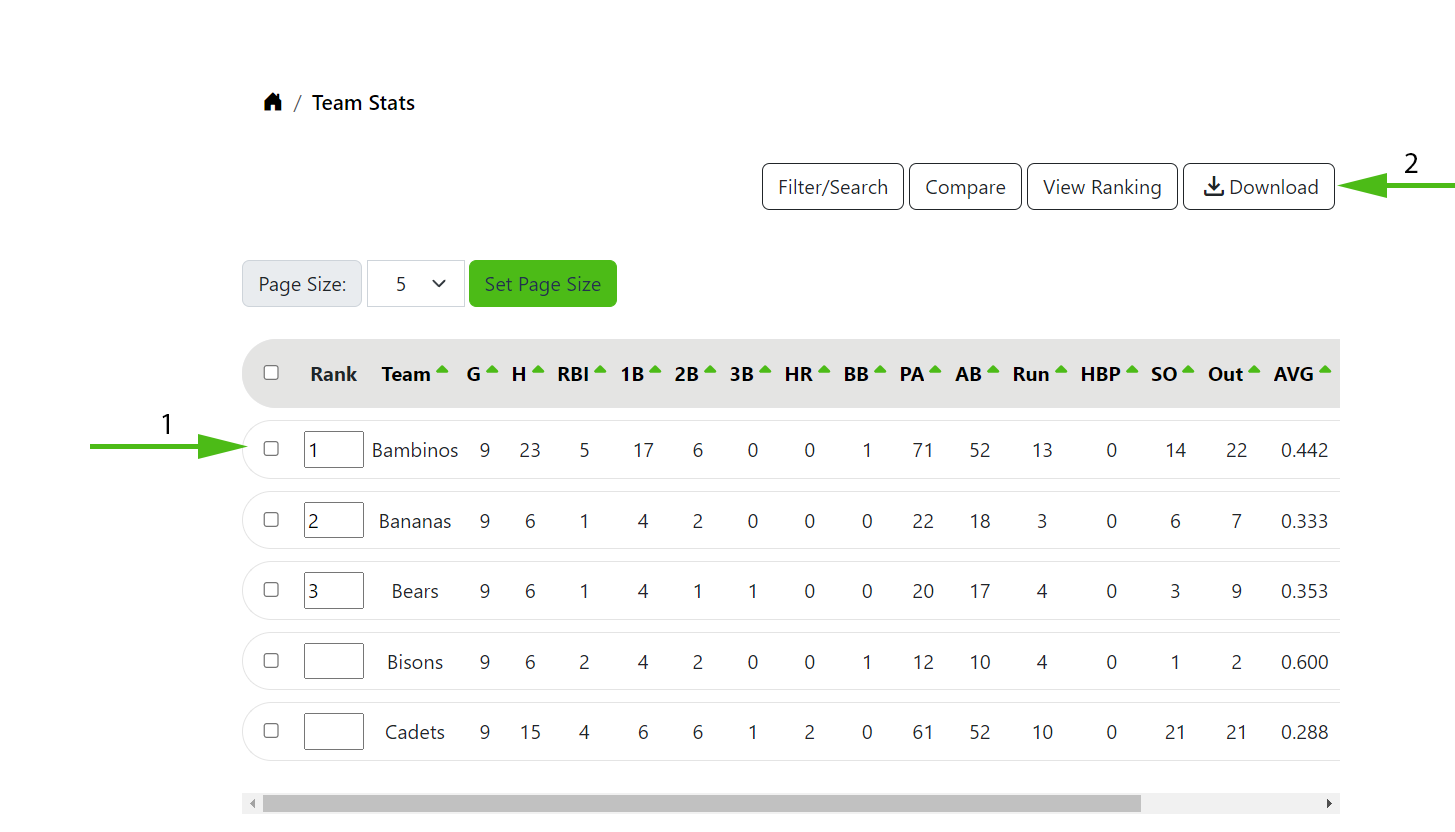 / Team Stats
2
Filter/Search Compare View Ranking Download
Page Size: 5 Set Page Size
Rank Team G H RBI 1B 2B 3B HR BB PA AB Run HBP SO Out AVG
1
1 Bambinos 9 23 5 17 6 0 0 1 71 52 13 0 14 22 0.442
2 Bananas 9 6 1 4 2 0 0 0 22 18 3 0 6 7 0.333
3 Bears 9 6 1 4 1 1 0 0 20 17 4 0 3 9 0.353
Bisons 9 6 2 4 2 0 0 1 12 10 4 0 1 2 0.600
Cadets 9 15 4 6 6 1 2 0 61 52 10 0 21 21 0.288